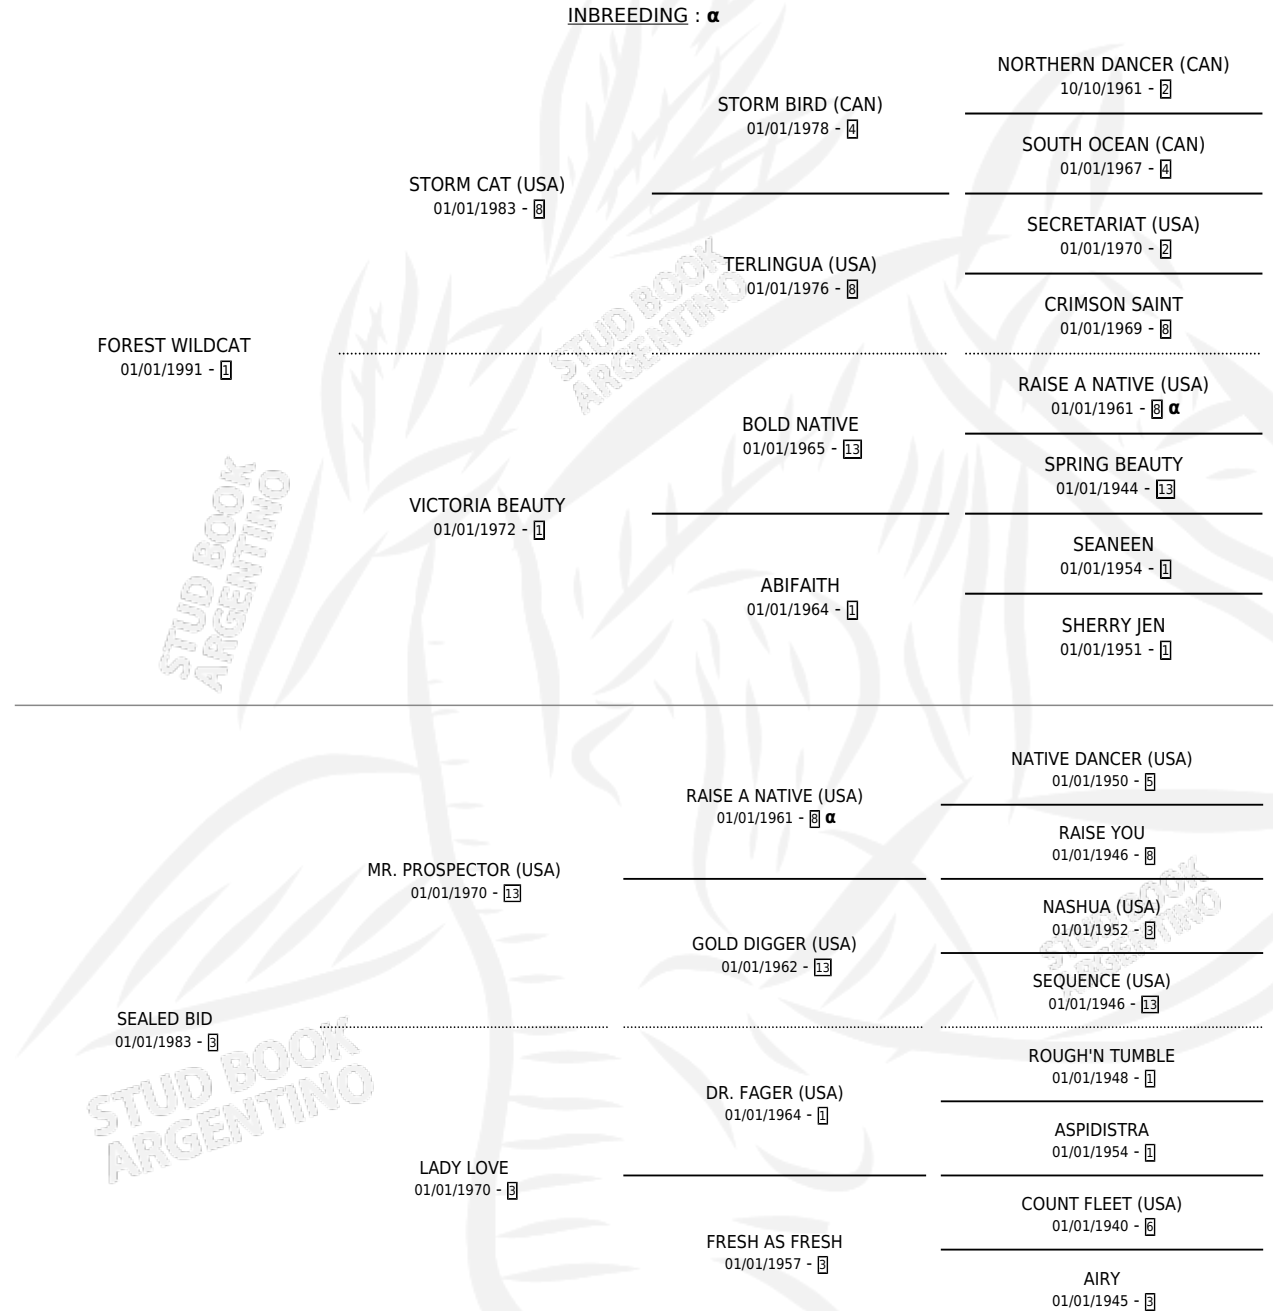 INBREEDING : α
NORTHERN DANCER (CAN)
10/10/1961 - 2
STORM BIRD (CAN)
01/01/1978 - 4
SOUTH OCEAN (CAN)
01/01/1967 - 4
STORM CAT (USA)
01/01/1983 - 8
SECRETARIAT (USA)
01/01/1970 - 2
TERLINGUA (USA)
01/01/1976 - 8
CRIMSON SAINT
01/01/1969 - 8
FOREST WILDCAT
01/01/1991 - 1
RAISE A NATIVE (USA)
01/01/1961 - 8 α
BOLD NATIVE
01/01/1965 - 13
SPRING BEAUTY
01/01/1944 - 13
VICTORIA BEAUTY
01/01/1972 - 1
SEANEEN
01/01/1954 - 1
ABIFAITH
01/01/1964 - 1
SHERRY JEN
01/01/1951 - 1
NATIVE DANCER (USA)
01/01/1950 - 5
RAISE A NATIVE (USA)
01/01/1961 - 8 α
RAISE YOU
01/01/1946 - 8
MR. PROSPECTOR (USA)
01/01/1970 - 13
NASHUA (USA)
01/01/1952 - 3
GOLD DIGGER (USA)
01/01/1962 - 13
SEQUENCE (USA)
01/01/1946 - 13
SEALED BID
01/01/1983 - 3
ROUGH'N TUMBLE
01/01/1948 - 1
DR. FAGER (USA)
01/01/1964 - 1
ASPIDISTRA
01/01/1954 - 1
LADY LOVE
01/01/1970 - 3
COUNT FLEET (USA)
01/01/1940 - 6
FRESH AS FRESH
01/01/1957 - 3
AIRY
01/01/1945 - 3
STUD BOOK
ARGENTINO
STUD BOOK
ARGENTINO
STUD BOOK
ARGENTINO
STUD BOOK
ARGENTINO